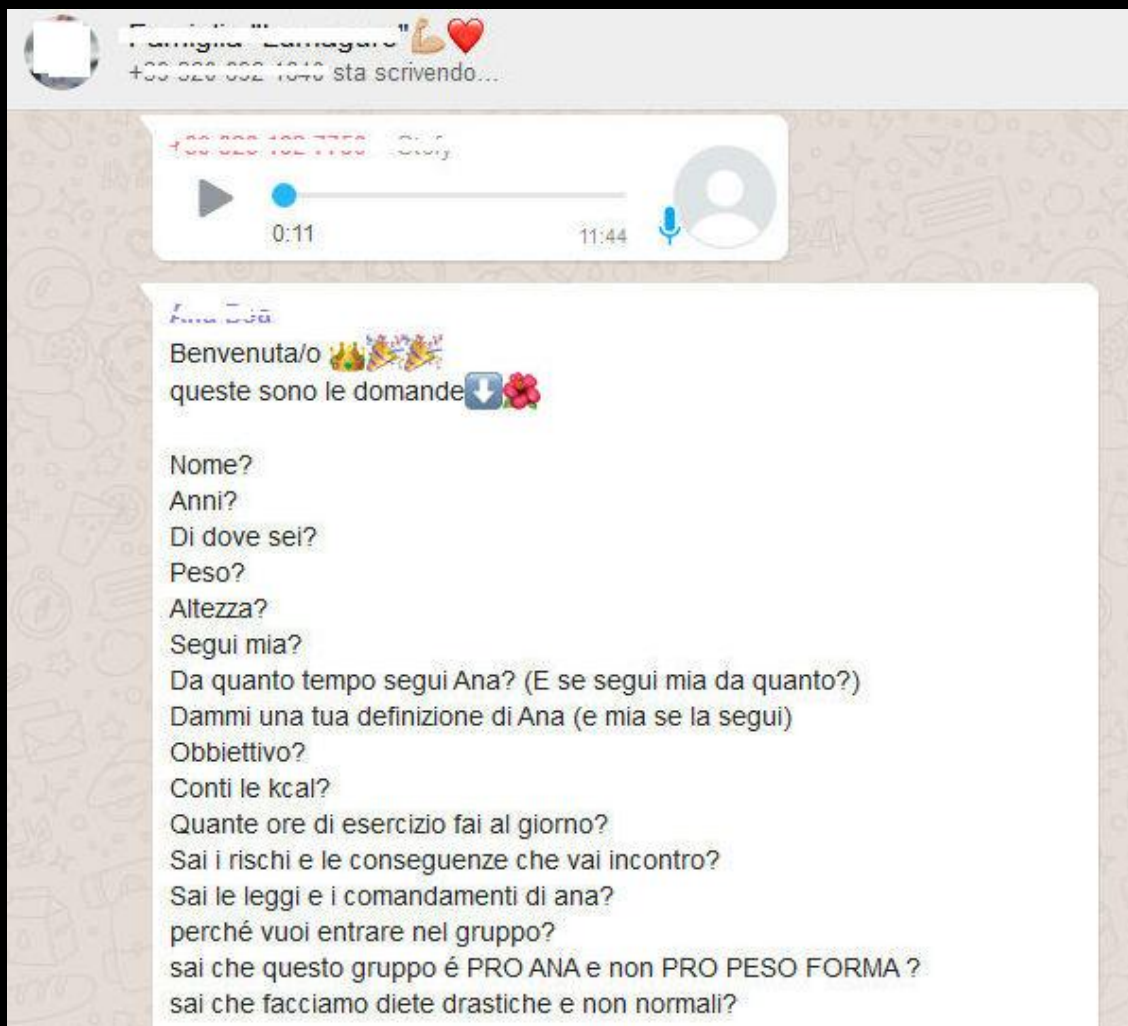 sta scrivendo...
0:11
11:44
Benvenuta/o
queste sono le domande
Nome?
Anni?
Di dove sei?
Peso?
Altezza?
Segui mia?
Da quanto tempo segui Ana? (E se segui mia da quanto?)
Dammi una tua definizione di Ana (e mia se la segui)
Obbiettivo?
Conti le kcal?
Quante ore di esercizio fai al giorno?
Sai i rischi e le conseguenze che vai incontro?
Sai le leggi e i comandamenti di ana?
perché vuoi entrare nel gruppo?
sai che questo gruppo é PRO ANA e non PRO PESO FORMA ?
sai che facciamo diete drastiche e non normali?